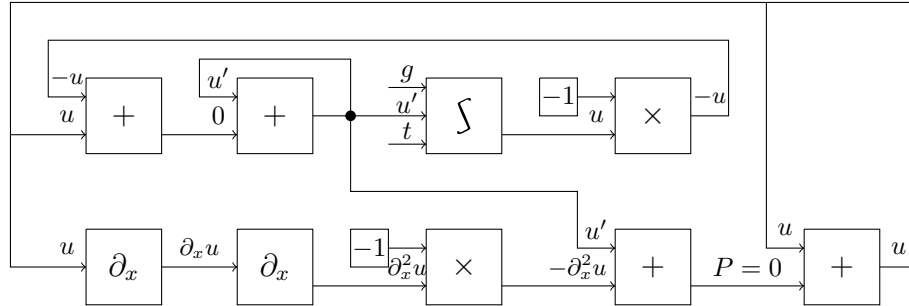 −u u + u′ 0 + g u′ t ∫ −1 u × −u
u ∂ₓ ∂ₓu ∂ₓ −1 ∂ₓ²u × −∂ₓ²u u′ + P = 0 u + u